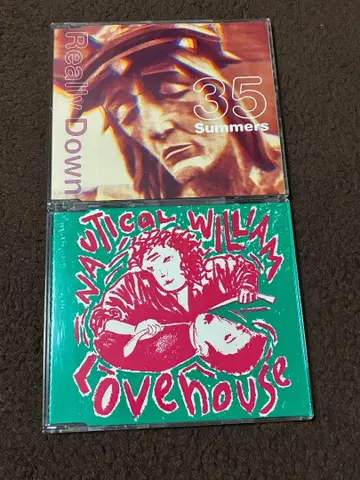 Really Down
35
Summers
NAUTICAL WILLIAM
LOVEHOUSE